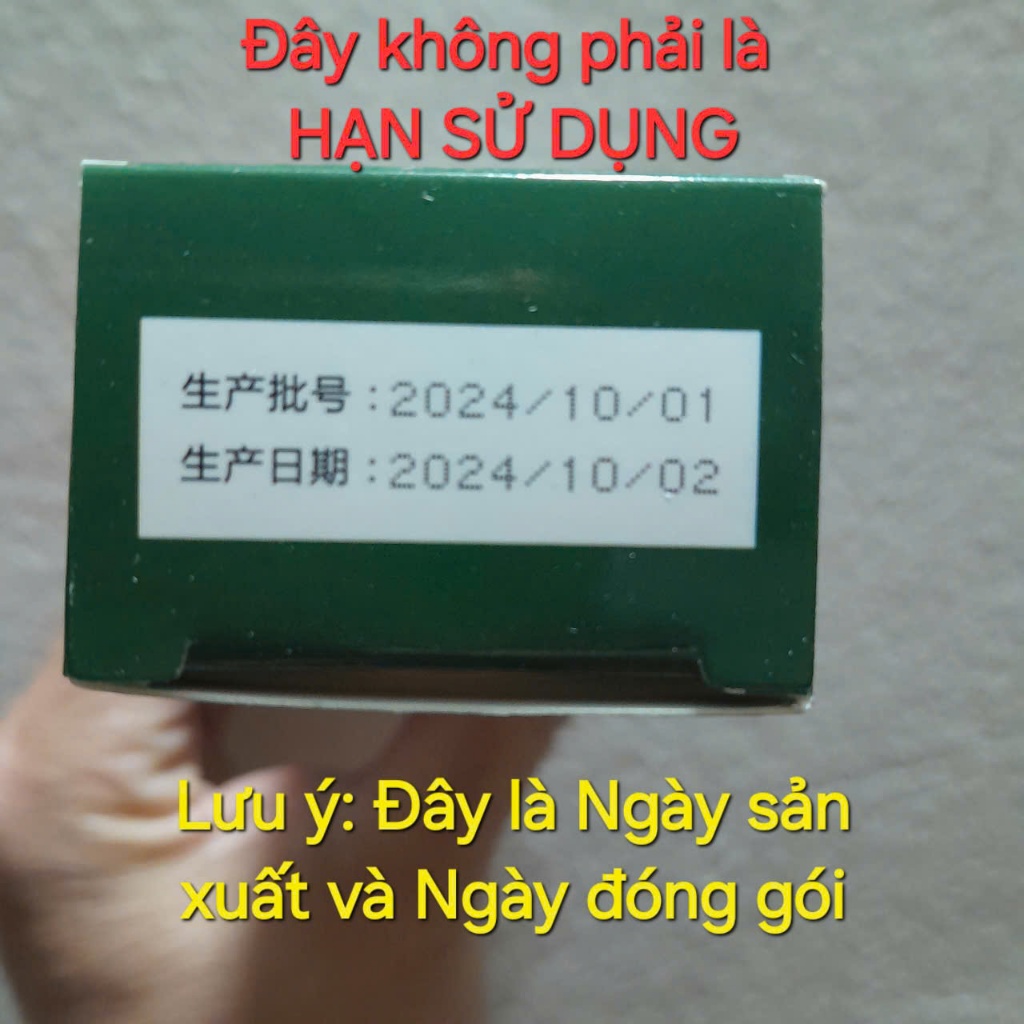 Đây không phải là
HẠN SỬ DỤNG
生产批号:2024/10/01
生产日期:2024/10/02
Lưu ý: Đây là Ngày sản
xuất và Ngày đóng gói